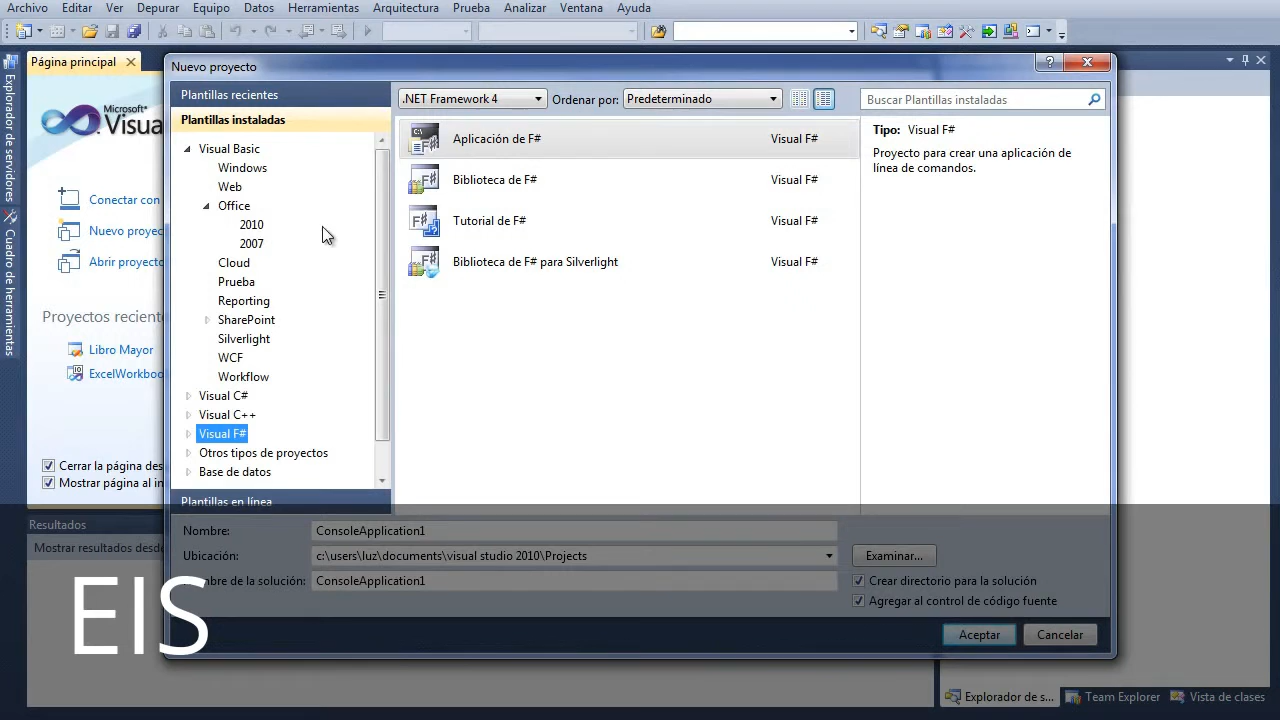 Archivo Editar Ver Depurar Equipo Datos Herramientas Arquitectura Prueba Analizar Ventana Ayuda
Página principal
Nuevo proyecto
Explorador de servidores
Cuadro de herramientas
Microsoft®
Visua
Conectar con
Nuevo proyec
Abrir proyecto
Proyectos reciente
Libro Mayor
ExcelWorkboo
Cerrar la página des
Mostrar página al in
Plantillas recientes
Plantillas instaladas
Visual Basic
Windows
Web
Office
2010
2007
Cloud
Prueba
Reporting
SharePoint
Silverlight
WCF
Workflow
Visual C#
Visual C++
Visual F#
Otros tipos de proyectos
Base de datos
Plantillas en línea
.NET Framework 4 Ordenar por: Predeterminado
Buscar Plantillas instaladas
Aplicación de F# Visual F#
Biblioteca de F# Visual F#
Tutorial de F# Visual F#
Biblioteca de F# para Silverlight Visual F#
Tipo: Visual F#
Proyecto para crear una aplicación de
línea de comandos.
Resultados
Mostrar resultados desde
Nombre: ConsoleApplication1
Ubicación: c:\users\luz\documents\visual studio 2010\Projects Examinar...
mbre de la solución: ConsoleApplication1
Crear directorio para la solución
Agregar al control de código fuente
EIS
Aceptar Cancelar
Explorador de s... Team Explorer Vista de clases